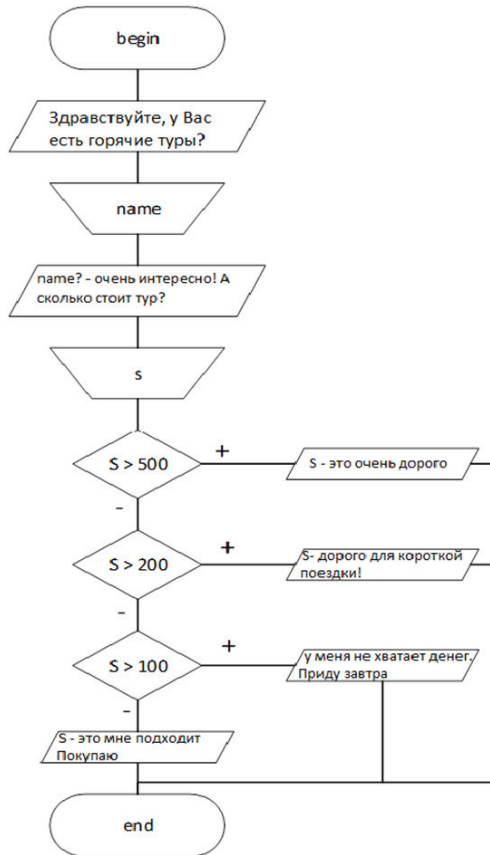 begin
Здравствуйте, у Вас
есть горячие туры?
name
name? - очень интересно! А
сколько стоит тур?
s
S > 500
+
S - это очень дорого
-
S > 200
+
S- дорого для короткой
поездки!
-
S > 100
+
у меня не хватает денег.
Приду завтра
-
S - это мне подходит
Покупаю
end